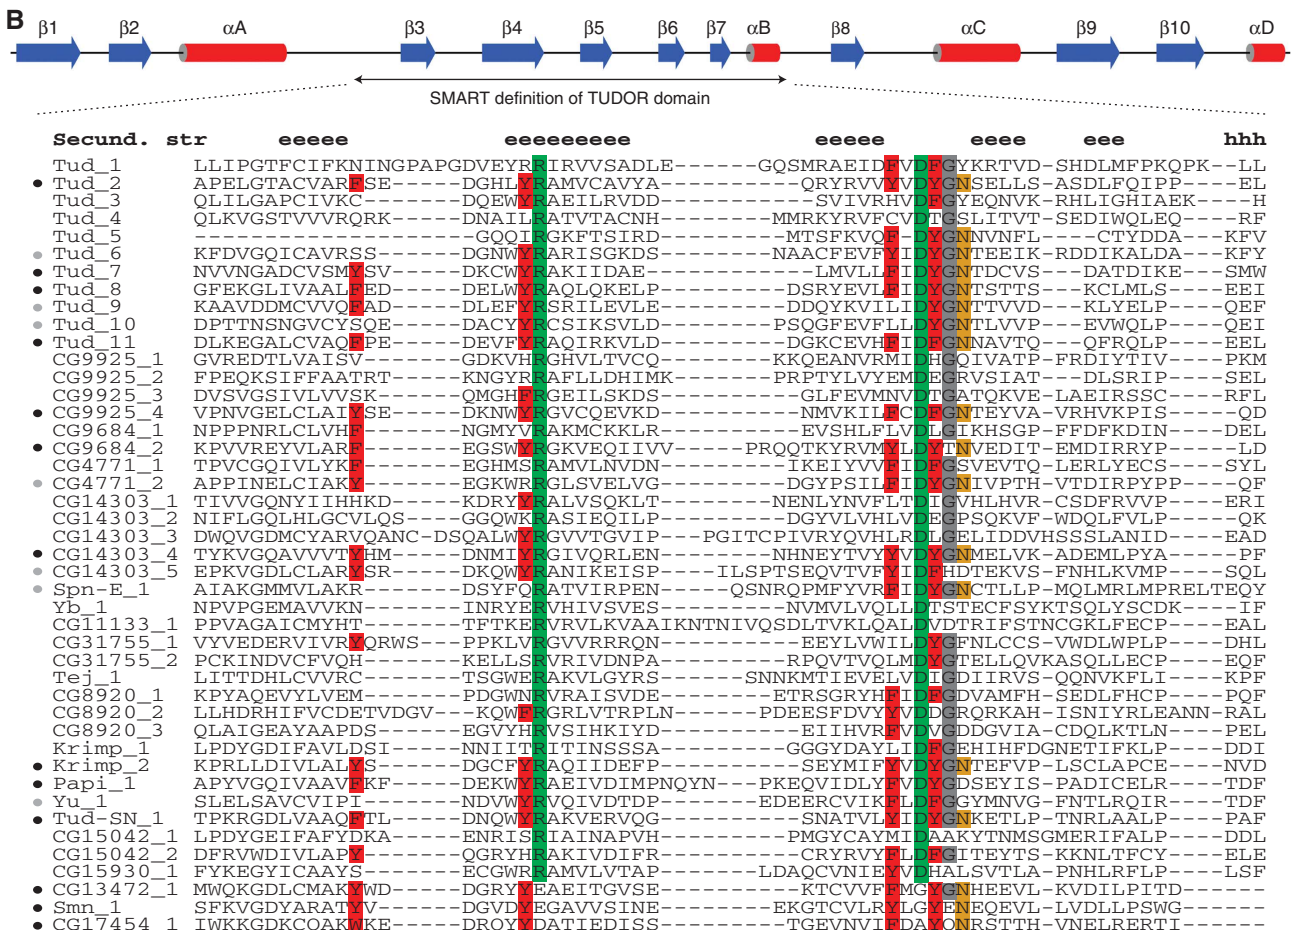 B
β1 β2 αA β3 β4 β5 β6 β7 αB β8 αC β9 β10 αD
SMART definition of TUDOR domain
Secund. str eeeee eeeeeeeee eeeee eeee eee hhh
Tud_1 LLIPGTFCIFKNINGPAPGDVEYRRIRVVSADLE------GQSMRAEIDFVDFGYKRTVD-SHDLMFPKQPK--LL
Tud_2 APELGTACVARFSE-----DGHLYRAMVCAVYA-------QRYRVVYVDYGNSELLS-ASDLFQIPP----EL
Tud_3 QLILGAPCIVKC-------DQEWYRAEILRVDD-------SVIVRHVDFGYEQNVK-RHLIGHIAEK----H
Tud_4 QLKVGSTVVVRQRK-----DNAILRATVTACNH------MMRKYRVFCVDTGSLITVT-SEDIWQLEQ---RF
Tud_5 ----------------GQQIRGKFTSIRD-------MTSFKVQF-DYGNNVNFL----CTYDDA--KFV
Tud_6 KFDVGQICAVRSS------DGNWYRARISGKDS------NAACFEVFYIDYGNTEEIK-RDDIKALDA--KFY
Tud_7 NVVNGADCVSMYSV-----DKCWYRAKIIDAE--------LMVLLFIDYGNTDCVS---DATDIKE--SMW
Tud_8 GFEKGLIVAALFED-----DELWYRAQLQKELP-------DSRYEVLFIDYGNTSTTS---KCLMLS---EEI
Tud_9 KAAVDDMCVVQFAD-----DLEFYRSRILEVLE-------DDQYKVILIDYGNTTVVD---KLYELP---QEF
Tud_10 DPTTNSNGVCYSQE-----DACYYRCSIKSVLD-------PSQGFEVFLLDYGNTLVVP---EVWQLP---QEI
Tud_11 DLKEGALCVAQFPE-----DEVFYRAQIRKVLD-------DGKCEVHFIDFGNNAVTQ---QFRQLP---EEL
CG9925_1 GVREDTLVAISV-------GDKVHRGHVLTVCQ-------KKQEANVRMIDHGQIVATP-FRDIYTIV---PKM
CG9925_2 FPEQKSIFFAATRT-----KNGYRRAFLLDHIMK------PRPTYLVYEMDEGRVSIAT---DLSRIP---SEL
CG9925_3 DVSVGSILVLVVSK-----QMGHFRGEILSKDS-------GLFEVMNVDTGATQKVE-LAEIRSSC---RFL
CG9925_4 VPNVGELCLAIYSE-----DKNWYRGVCQEVKD-------NMVKILFCDFGNTEYVA-VRHVKPIS----QD
CG9684_1 NPPPNRLCLVHF-------NGMYVRAKMCKKLR-------EVSHLFLVDLGIKHSGP-FFDFKDIN---DEL
CG9684_2 KPVVREYVLARF-------EGSWYRGKVEQIIVV------PRQQTKYRVMYLDYTNVEDIT-EMDIRRYP---LD
CG4771_1 TPVCGQIVLYKF-------EGHMSRAMVLNVDN-------IKEIYVVFIDFGSVEVTQ-LERLYECS---SYL
CG4771_2 APPINELCIAKY-------EGKWRRGLSVELVG-------DGYPSILFIDYGNIVPTH-VTDIRPYPP---QF
CG14303_1 TIVVGQNYIIHHKD-----KDRYYRALVSQKLT-------NENLYNVFLTDIGVHLHVR-CSDFRVVP---ERI
CG14303_2 NIFLGQLHLGCVLQS----GGQWKRASIEQILP-------DGYVLVHLVDEGPSQKVF-WDQLFVLP----QK
CG14303_3 DWQVGDMCYARVQANC-DSQALWYRGVVTGVIP----PGITCPIVRYQVHLRDLGELIDDVHSSSLANID---EAD
CG14303_4 TYKVGQAVVVTYHM-----DNMIYRGIVQRLEN-------NHNEYTVYYVDYGNMELVK-ADEMLPYA---PF
CG14303_5 EPKVGDLCLARYSR-----DKQWYRANIKEISP-----ILSPTSEQVTVFYIDFHDTEKVS-FNHLKVMP---SQL
Spn-E_1 AIAKGMMVLAKR-------DSYFQRATVIRPEN------QSNRQPMFYVRFIDYGNCTLLP-MQLMRLMPRELTEQY
Yb_1 NPVPGEMAVVKN-------INRYERVHIVSVES-------NVMVLVQLLDTSTECFSYKTSQLYSCDK---IF
CG11133_1 PPVAGAICMYHT-------TFTKERVRVLKVAAIKNTNIVQSDLTVKLQALDVDTRIFSTNCGKLFECP---EAL
CG31755_1 VYVEDERVIVRYQRWS---PPKLVRGVVRRRQN-------EEYLVWILDYGFNLCCS-VWDLWPLP---DHL
CG31755_2 PCKINDVCFVQH-------KELLSRVRIVDNPA-------RPQVTVQLMDYGTELLQVKASQLLECP---EQF
Tej_1 LITTDHLCVVRC-------TSGWERAKVLGYRS------SNNKMTIEVELVDIGDIIRVS-QQNVKFLI---KPF
CG8920_1 KPYAQEVYLVEM-------PDGWNRVRAISVDE-------ETRSGRYHFIDFGDVAMFH-SEDLFHCP---PQF
CG8920_2 LLHDRHIFVCDETVDGV--KQWFRGRLVTRPLN-------PDEESFDVYYVDDGRQRKAH-ISNIYRLEANN-RAL
CG8920_3 QLAIGEAYAAPDS------EGVYHRVSIHKIYD-------EIIHVRFVDVGDDGVIA-CDQLKTLN---PEL
Krimp_1 LPDYGDIFAVLDSI-----NNIITRITINSSSA-------GGGYDAYLIDFGEHIHFDGNETIFKLP---DDI
Krimp_2 KPRLLDIVLALYS------DGCFYRAQIIDEFP-------SEYMIFYVDYGNTEFVP-LSCLAPCE---NVD
Papi_1 APYVGQIVAAVFKF-----DEKWYRAEIVDIMPNQYN---PKEQVIDLYFVDYGDSEYIS-PADICELR---TDF
Yu_1 SLELSAVCVIPI-------NDVWYRVQIVDTDP-------EDEERCVIKFLDFGGYMNVG-FNTLRQIR---TDF
Tud-SN_1 TPKRGDLVAAQFTL-----DNQWYRAKVERVQG-------SNATVLYIDYGNKETLP-TNRLAALP---PAF
CG15042_1 LPDYGEIFAFYDKA-----ENRISRIAINAPVH-------PMGYCAYMIDAAKYTNMSGMERIFALP---DDL
CG15042_2 DFRVWDIVLAPY-------QGRYHRAKIVDIFR-------CRYRVYFLDFGITEYTS-KKNLTFCY---ELE
CG15930_1 FYKEGYICAAYS-------ECGWRMRAMVLVTAP------LDAQCVNIEYVDHALSVTLA-PNHLRFLP---LSF
CG13472_1 MWQKGDLCMAKYWD-----DGRYYEAEITGVSE-------KTCVVFFMGYGNHEEVL-KVDILPITD------
Smn_1 SFKVGDYARATYV------DGVDYEGAVVSINE-------EKGTCVLRYLGYENEQEVL-LVDLLPSWG------
CG17454_1 IWKKGDKCQAKWKE-----DRQYYDATIEDISS-------TGEVNVIFDAYQNRSTTH-VNELRERTI------